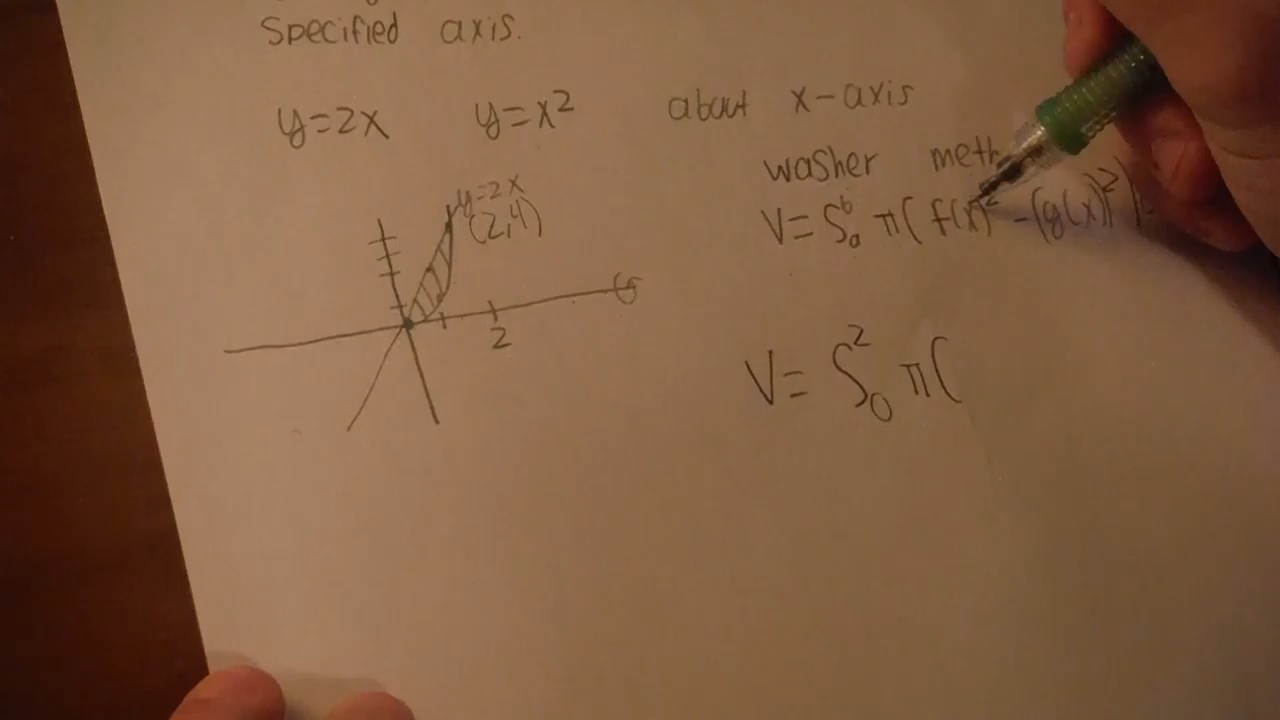 Specified axis.
y=2x y=x² about x-axis
washer meth
y=2x
(2,4)
V=∫ₐᵇ π( f(x)² -(g(x))²)
2
V= ∫₀² π(